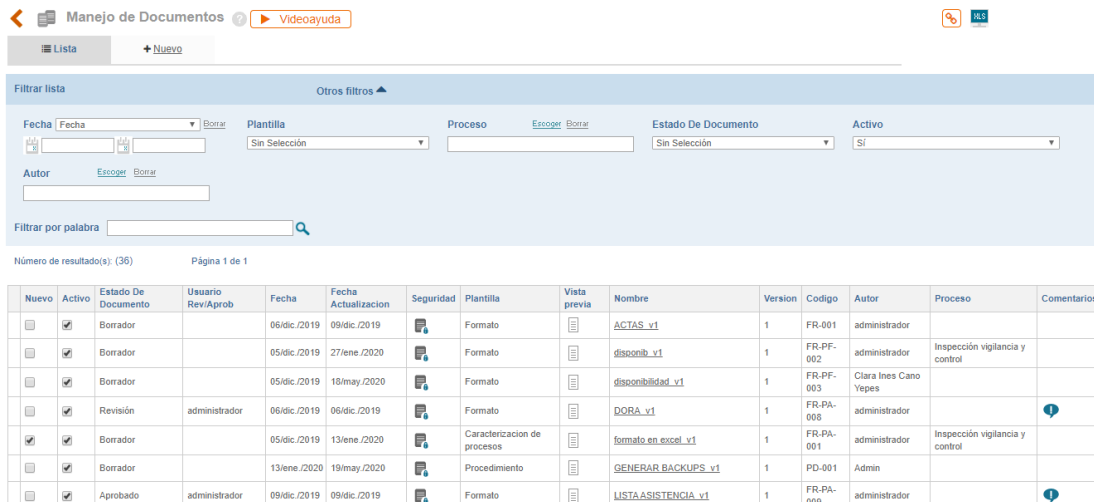 Manejo de Documentos ? Videoayuda XLS
Lista + Nuevo
Filtrar lista Otros filtros
Fecha Fecha Borrar Plantilla Proceso Escoger Borrar Estado De Documento Activo
Sin Selección Sin Selección Sí
Autor Escoger Borrar
Filtrar por palabra
Número de resultado(s): (36) Página 1 de 1
Nuevo Activo Estado De Documento Usuario Rev/Aprob Fecha Fecha Actualizacion Seguridad Plantilla Vista previa Nombre Version Codigo Autor Proceso Comentarios
Borrador 06/dic./2019 09/dic./2019 Formato ACTAS_v1 1 FR-001 administrador
Borrador 05/dic./2019 27/ene./2020 Formato disponib_v1 1 FR-PF-002 administrador Inspección vigilancia y control
Borrador 05/dic./2019 18/may./2020 Formato disponibilidad_v1 1 FR-PF-003 Clara Ines Cano Yepes
Revisión administrador 06/dic./2019 06/dic./2019 Formato DORA_v1 1 FR-PA-008 administrador
Borrador 05/dic./2019 13/ene./2020 Caracterizacion de procesos formato en excel_v1 1 FR-PA-001 administrador Inspección vigilancia y control
Borrador 13/ene./2020 19/may./2020 Procedimiento GENERAR BACKUPS_v1 1 PD-001 Admin
Aprobado administrador 09/dic./2019 09/dic./2019 Formato LISTA ASISTENCIA_v1 1 FR-PA- administrador